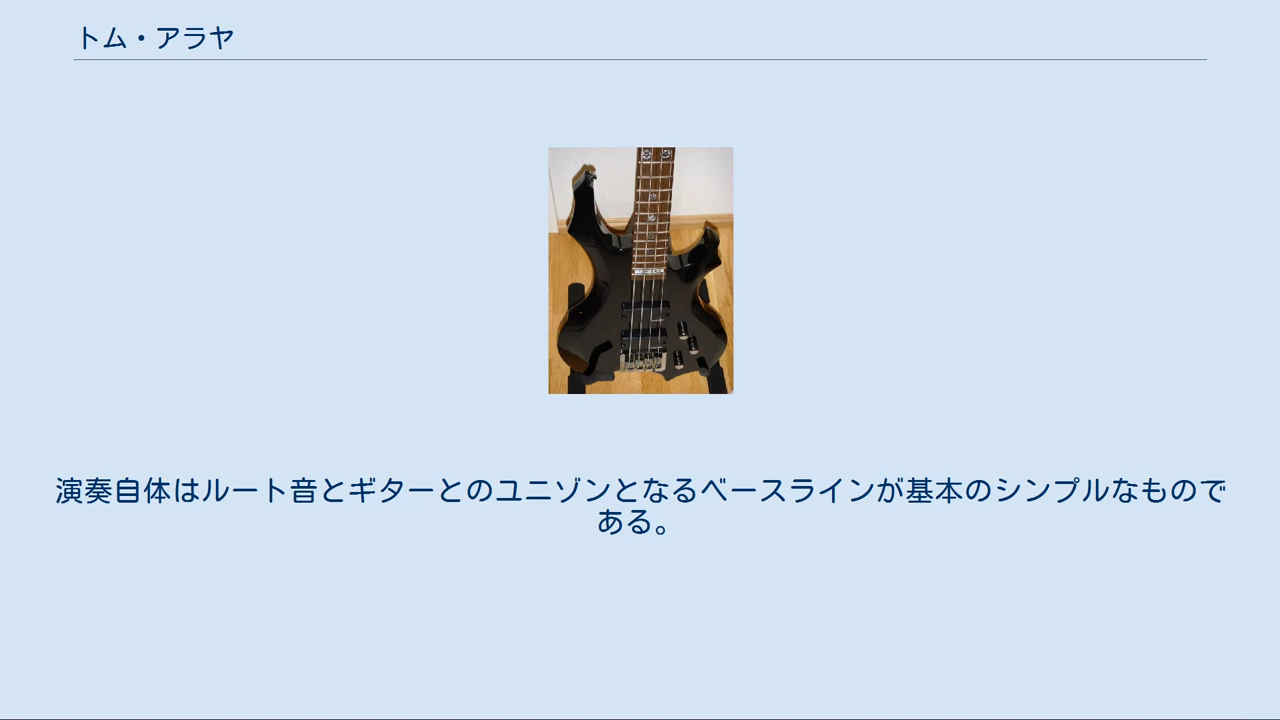 トム・アラヤ
演奏自体はルート音とギターとのユニゾンとなるベースラインが基本のシンプルなもので
ある。